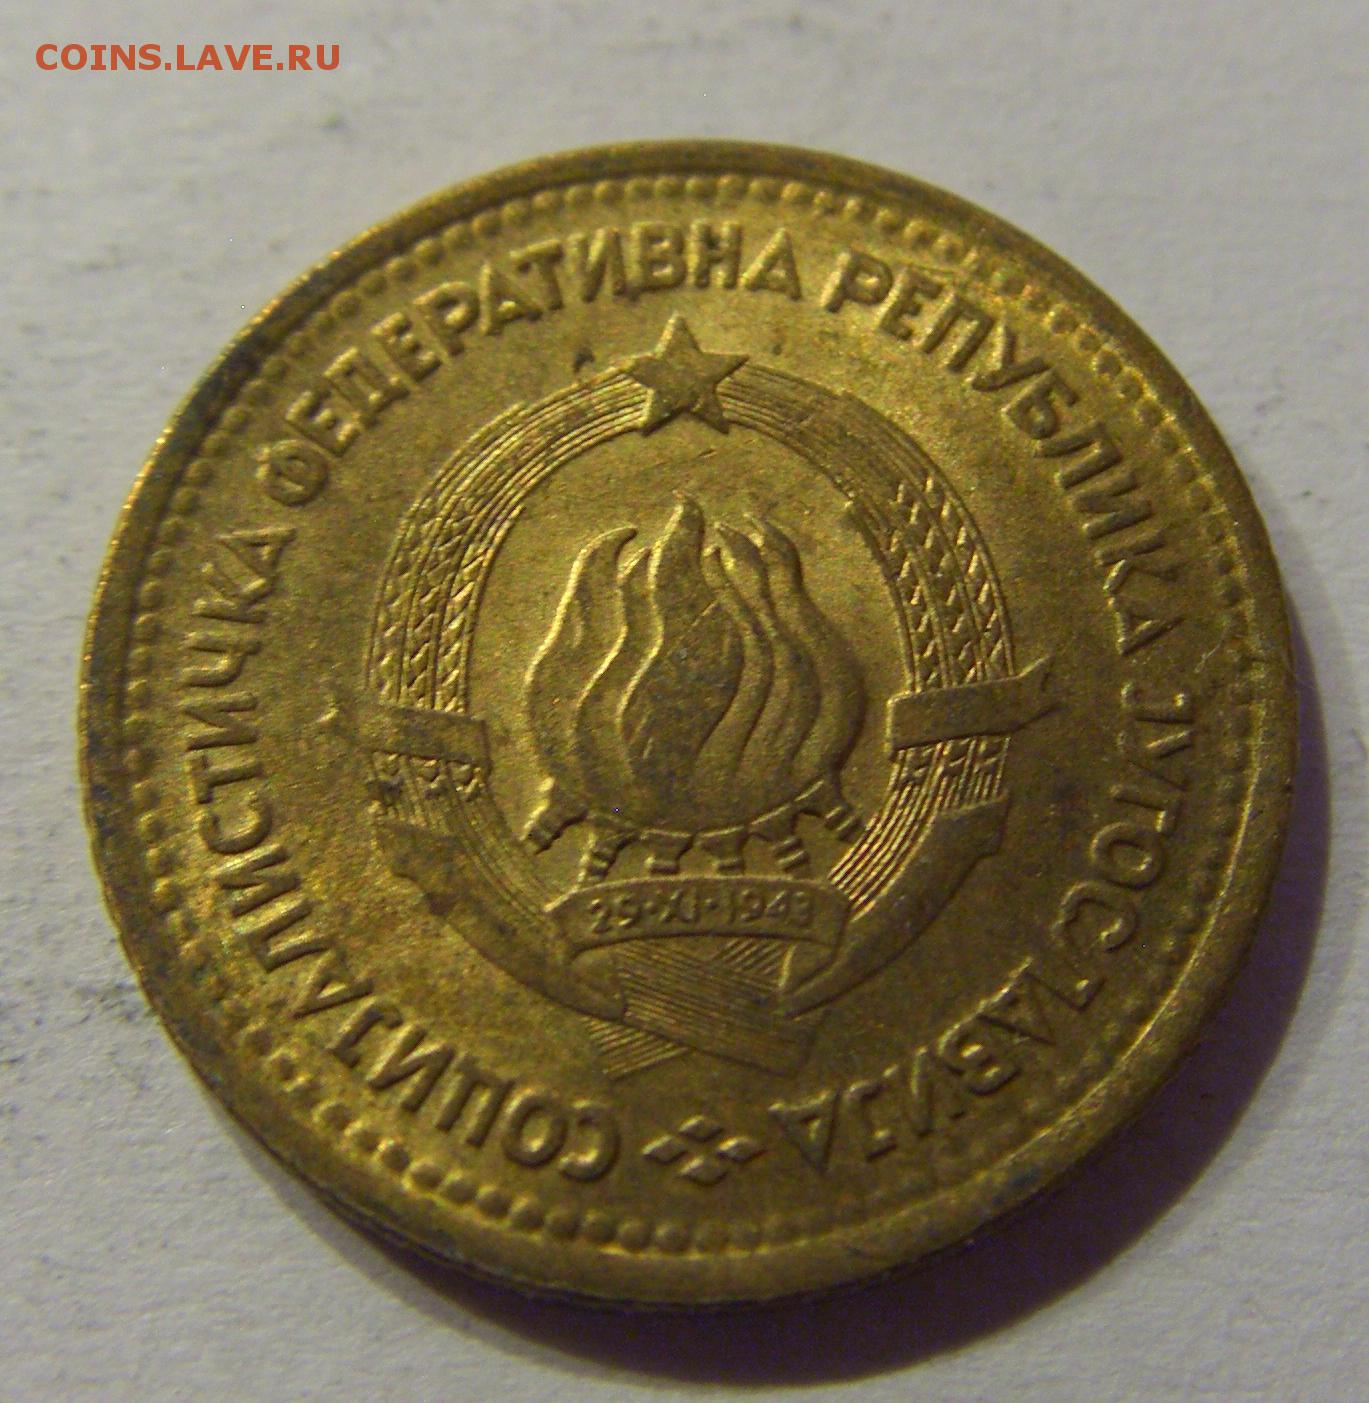 COINS.LAVE.RU
СОЦИЈАЛИСТИЧКА ФЕДЕРАТИВНА РЕПУБЛИКА ЈУГОСЛАВИЈА
29·XI·1943